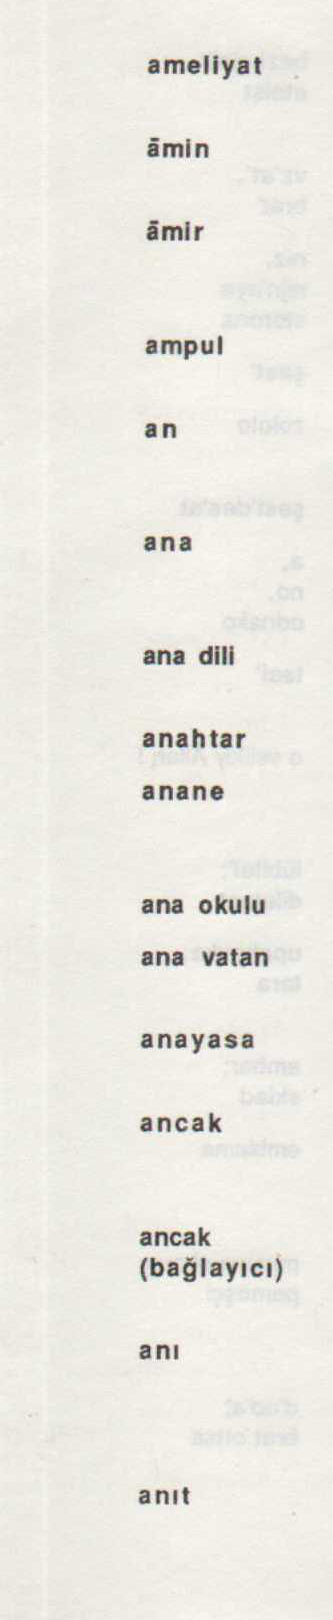 ameliyat
āmin
āmir
ampul
an
ana
ana dili
anahtar
anane
ana okulu
ana vatan
anayasa
ancak
ancak
(bağlayıcı)
anı
anıt